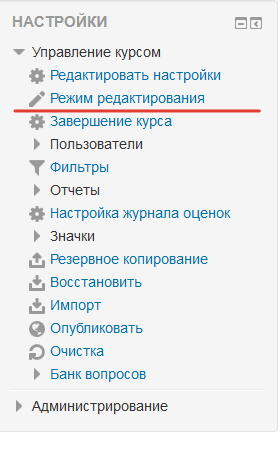 НАСТРОЙКИ
Управление курсом
Редактировать настройки
Режим редактирования
Завершение курса
Пользователи
Фильтры
Отчеты
Настройка журнала оценок
Значки
Резервное копирование
Восстановить
Импорт
Опубликовать
Очистка
Банк вопросов
Администрирование